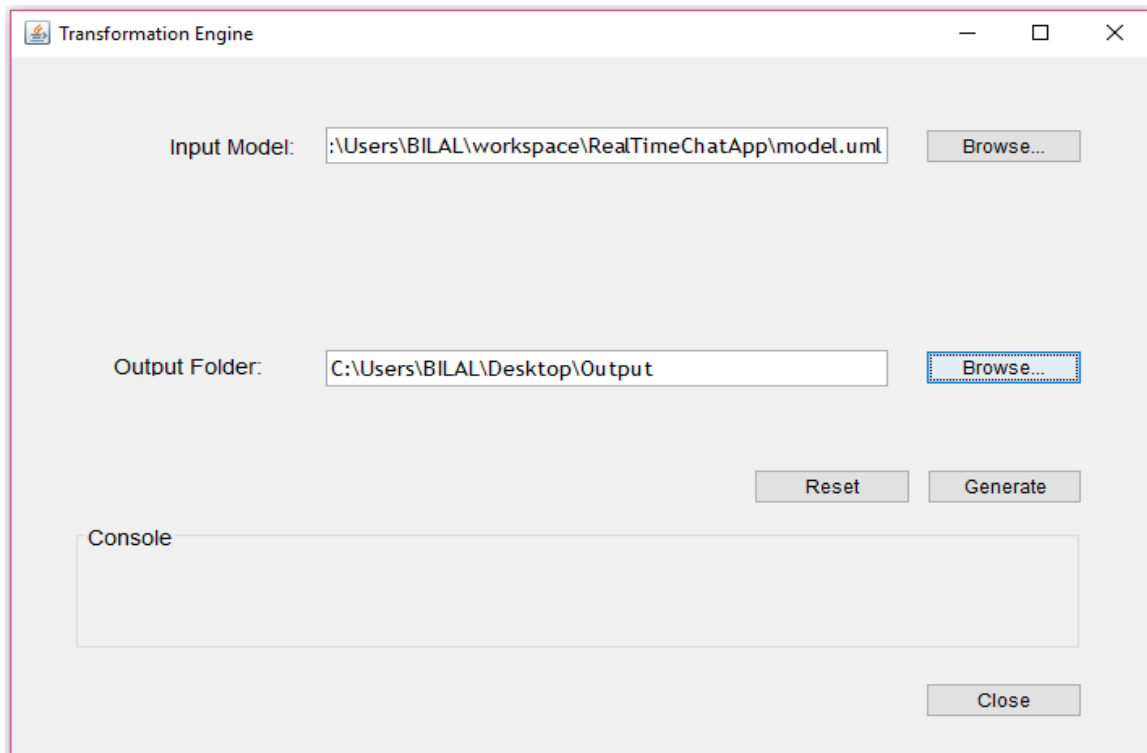 Transformation Engine
Input Model: :\Users\BILAL\workspace\RealTimeChatApp\model.uml Browse...
Output Folder: C:\Users\BILAL\Desktop\Output Browse...
Reset Generate
Console
Close